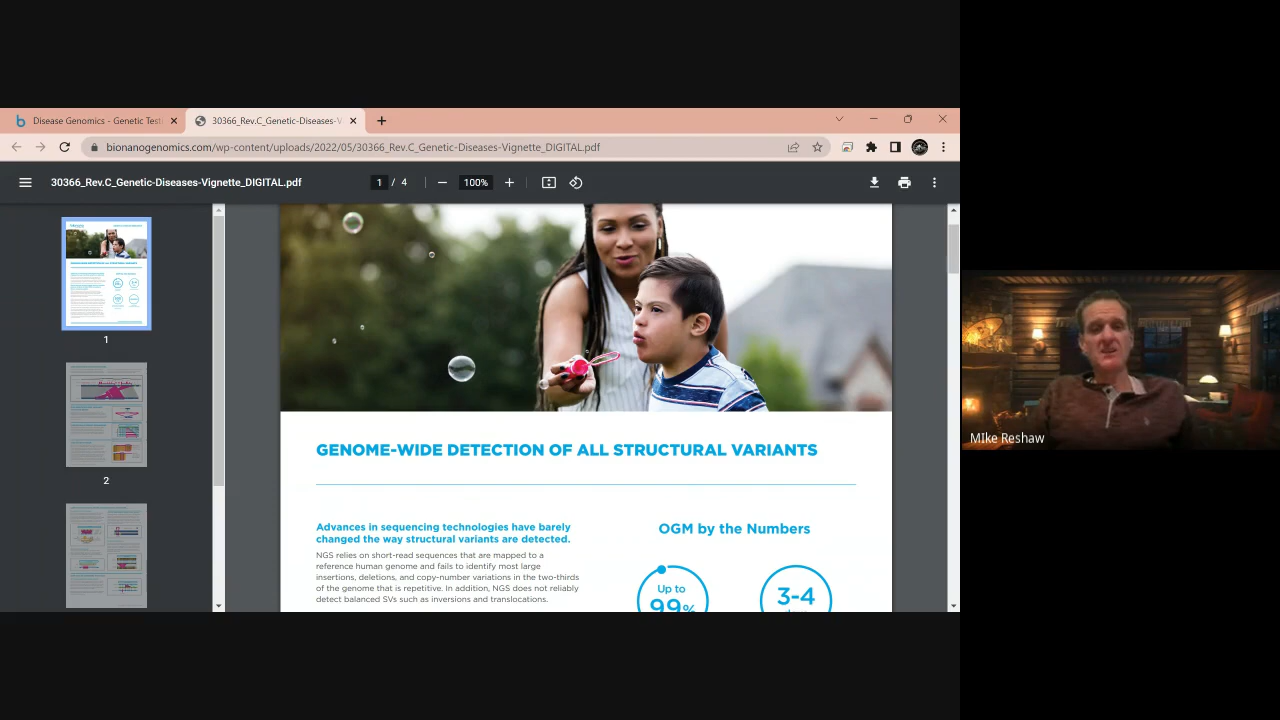 Disease Genomics - Genetic Test
30366_Rev.C_Genetic-Diseases-V
bionanogenomics.com/wp-content/uploads/2022/05/30366_Rev.C_Genetic-Diseases-Vignette_DIGITAL.pdf
30366_Rev.C_Genetic-Diseases-Vignette_DIGITAL.pdf
1 / 4
100%
1
2
GENOME-WIDE DETECTION OF ALL STRUCTURAL VARIANTS
Advances in sequencing technologies have barely
changed the way structural variants are detected.
NGS relies on short-read sequences that are mapped to a
reference human genome and fails to identify most large
insertions, deletions, and copy-number variations in the two-thirds
of the genome that is repetitive. In addition, NGS does not reliably
detect balanced SVs such as inversions and translocations.
OGM by the Numbers
Up to
99%
3-4
MIke Reshaw